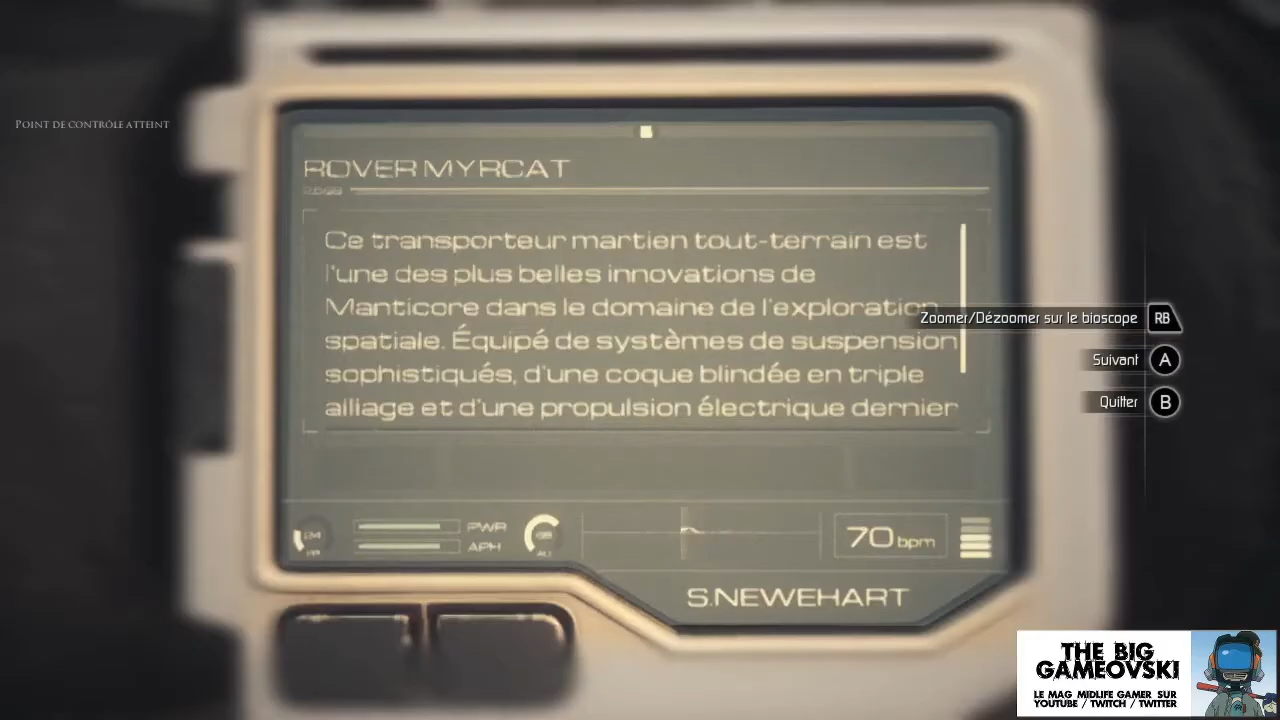 POINT DE CONTRÔLE ATTEINT
ROVER MYRCAT
Ce transporteur martien tout-terrain est
l'une des plus belles innovations de
Manticore dans le domaine de l'exploration
spatiale. Équipé de systèmes de suspension
sophistiqués, d'une coque blindée en triple
alliage et d'une propulsion électrique dernier
Zoomer/Dézoomer sur le bioscope RB
Suivant A
Quitter B
PWR
APH
70 bpm
S.NEWEHART
THE BIG
GAMEOVSKI
LE MAG MIDLIFE GAMER SUR
YOUTUBE / TWITCH / TWITTER